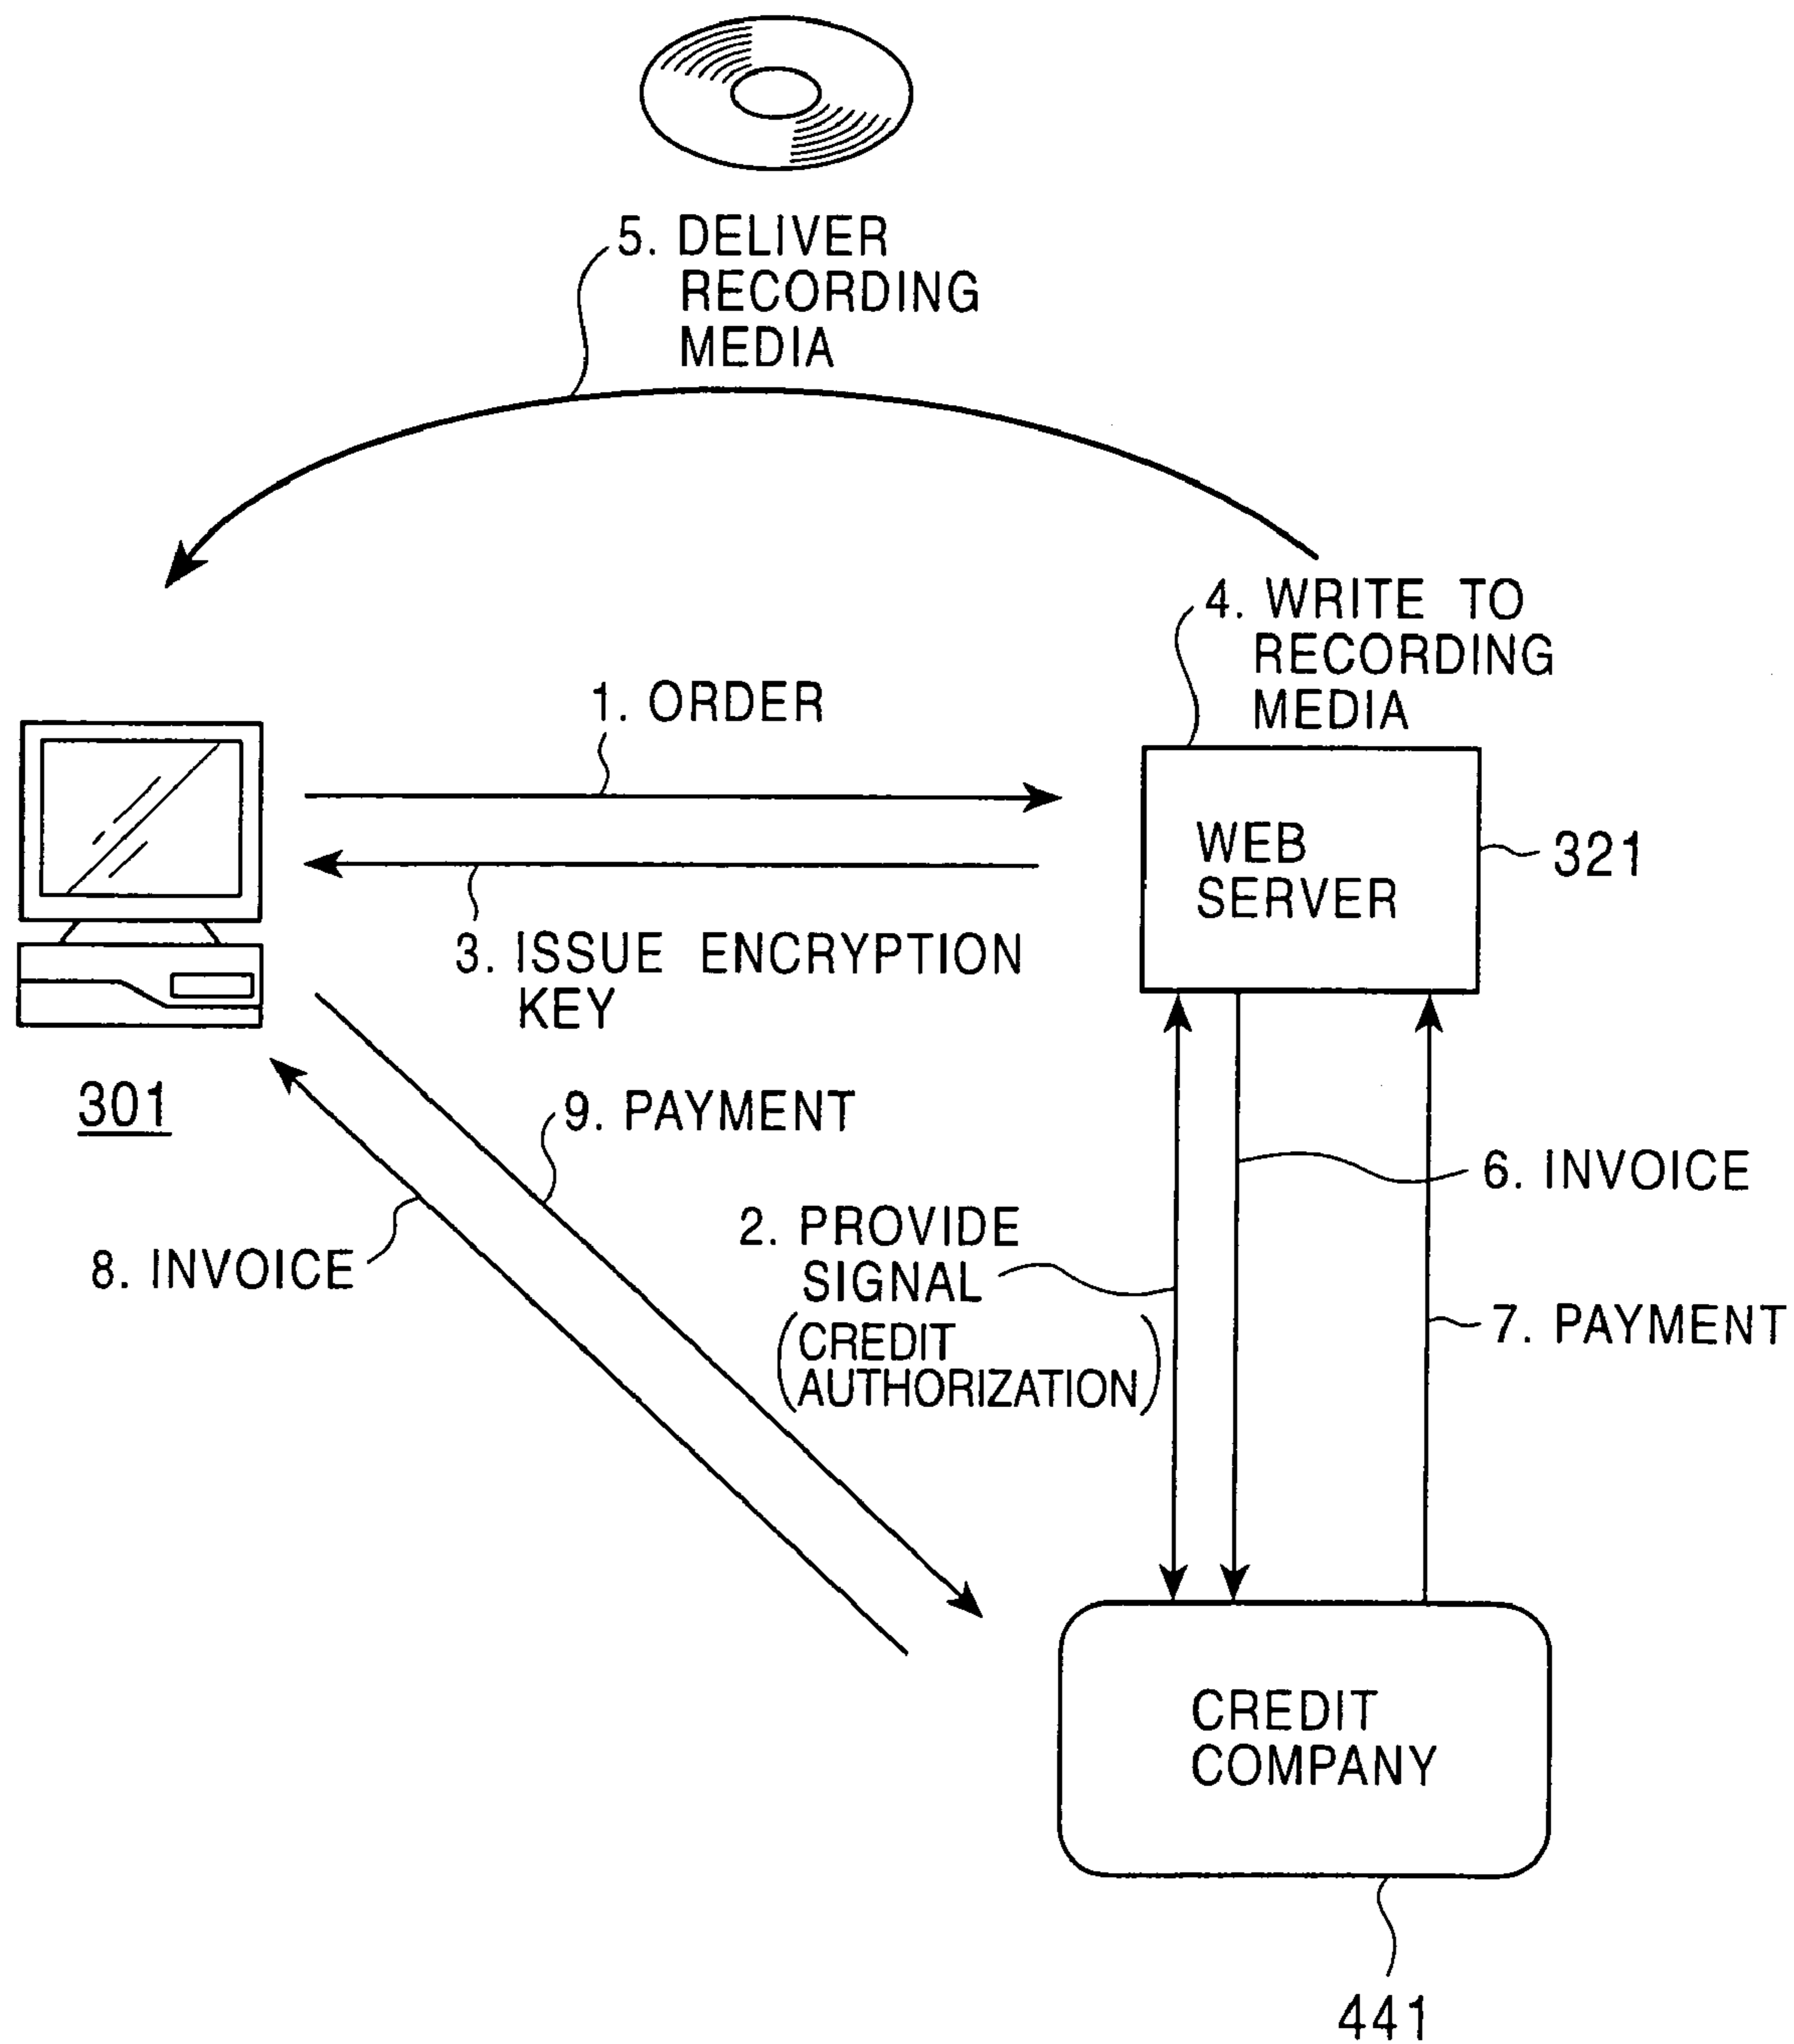 5. DELIVER
RECORDING
MEDIA
4. WRITE TO
RECORDING
MEDIA
1. ORDER
WEB
SERVER
321
3. ISSUE ENCRYPTION
KEY
301
9. PAYMENT
6. INVOICE
2. PROVIDE
SIGNAL
(CREDIT
AUTHORIZATION)
8. INVOICE
7. PAYMENT
CREDIT
COMPANY
441